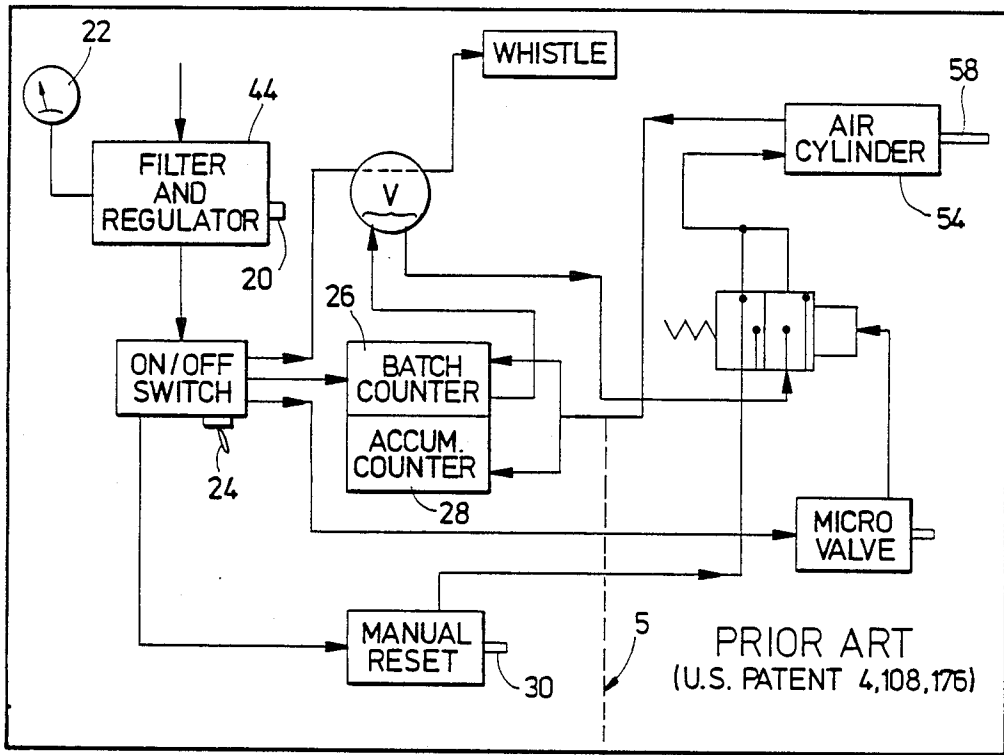 22
WHISTLE
44
58
FILTER
AND
REGULATOR
AIR
CYLINDER
V
54
20
26
ON/OFF
SWITCH
BATCH
COUNTER
ACCUM.
COUNTER
24
28
MICRO
VALVE
MANUAL
RESET
5
30
PRIOR ART
(U.S. PATENT 4,108,176)